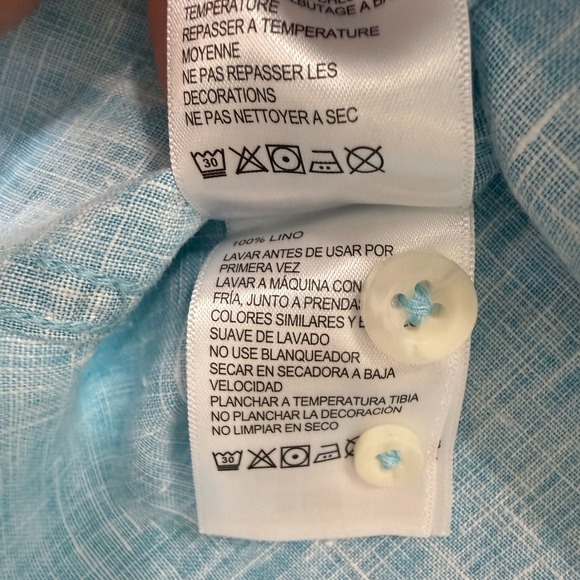 TEMPERATURE
REPASSER A TEMPERATURE
MOYENNE
NE PAS REPASSER LES
DECORATIONS
NE PAS NETTOYER A SEC
30
100% LINO
LAVAR ANTES DE USAR POR
PRIMERA VEZ
LAVAR A MÁQUINA CON
FRÍA, JUNTO A PRENDA
COLORES SIMILARES Y
SUAVE DE LAVADO
NO USE BLANQUEADOR
SECAR EN SECADORA A BAJA
VELOCIDAD
PLANCHAR A TEMPERATURA TIBIA
NO PLANCHAR LA DECORACIÓN
NO LIMPIAR EN SECO
30